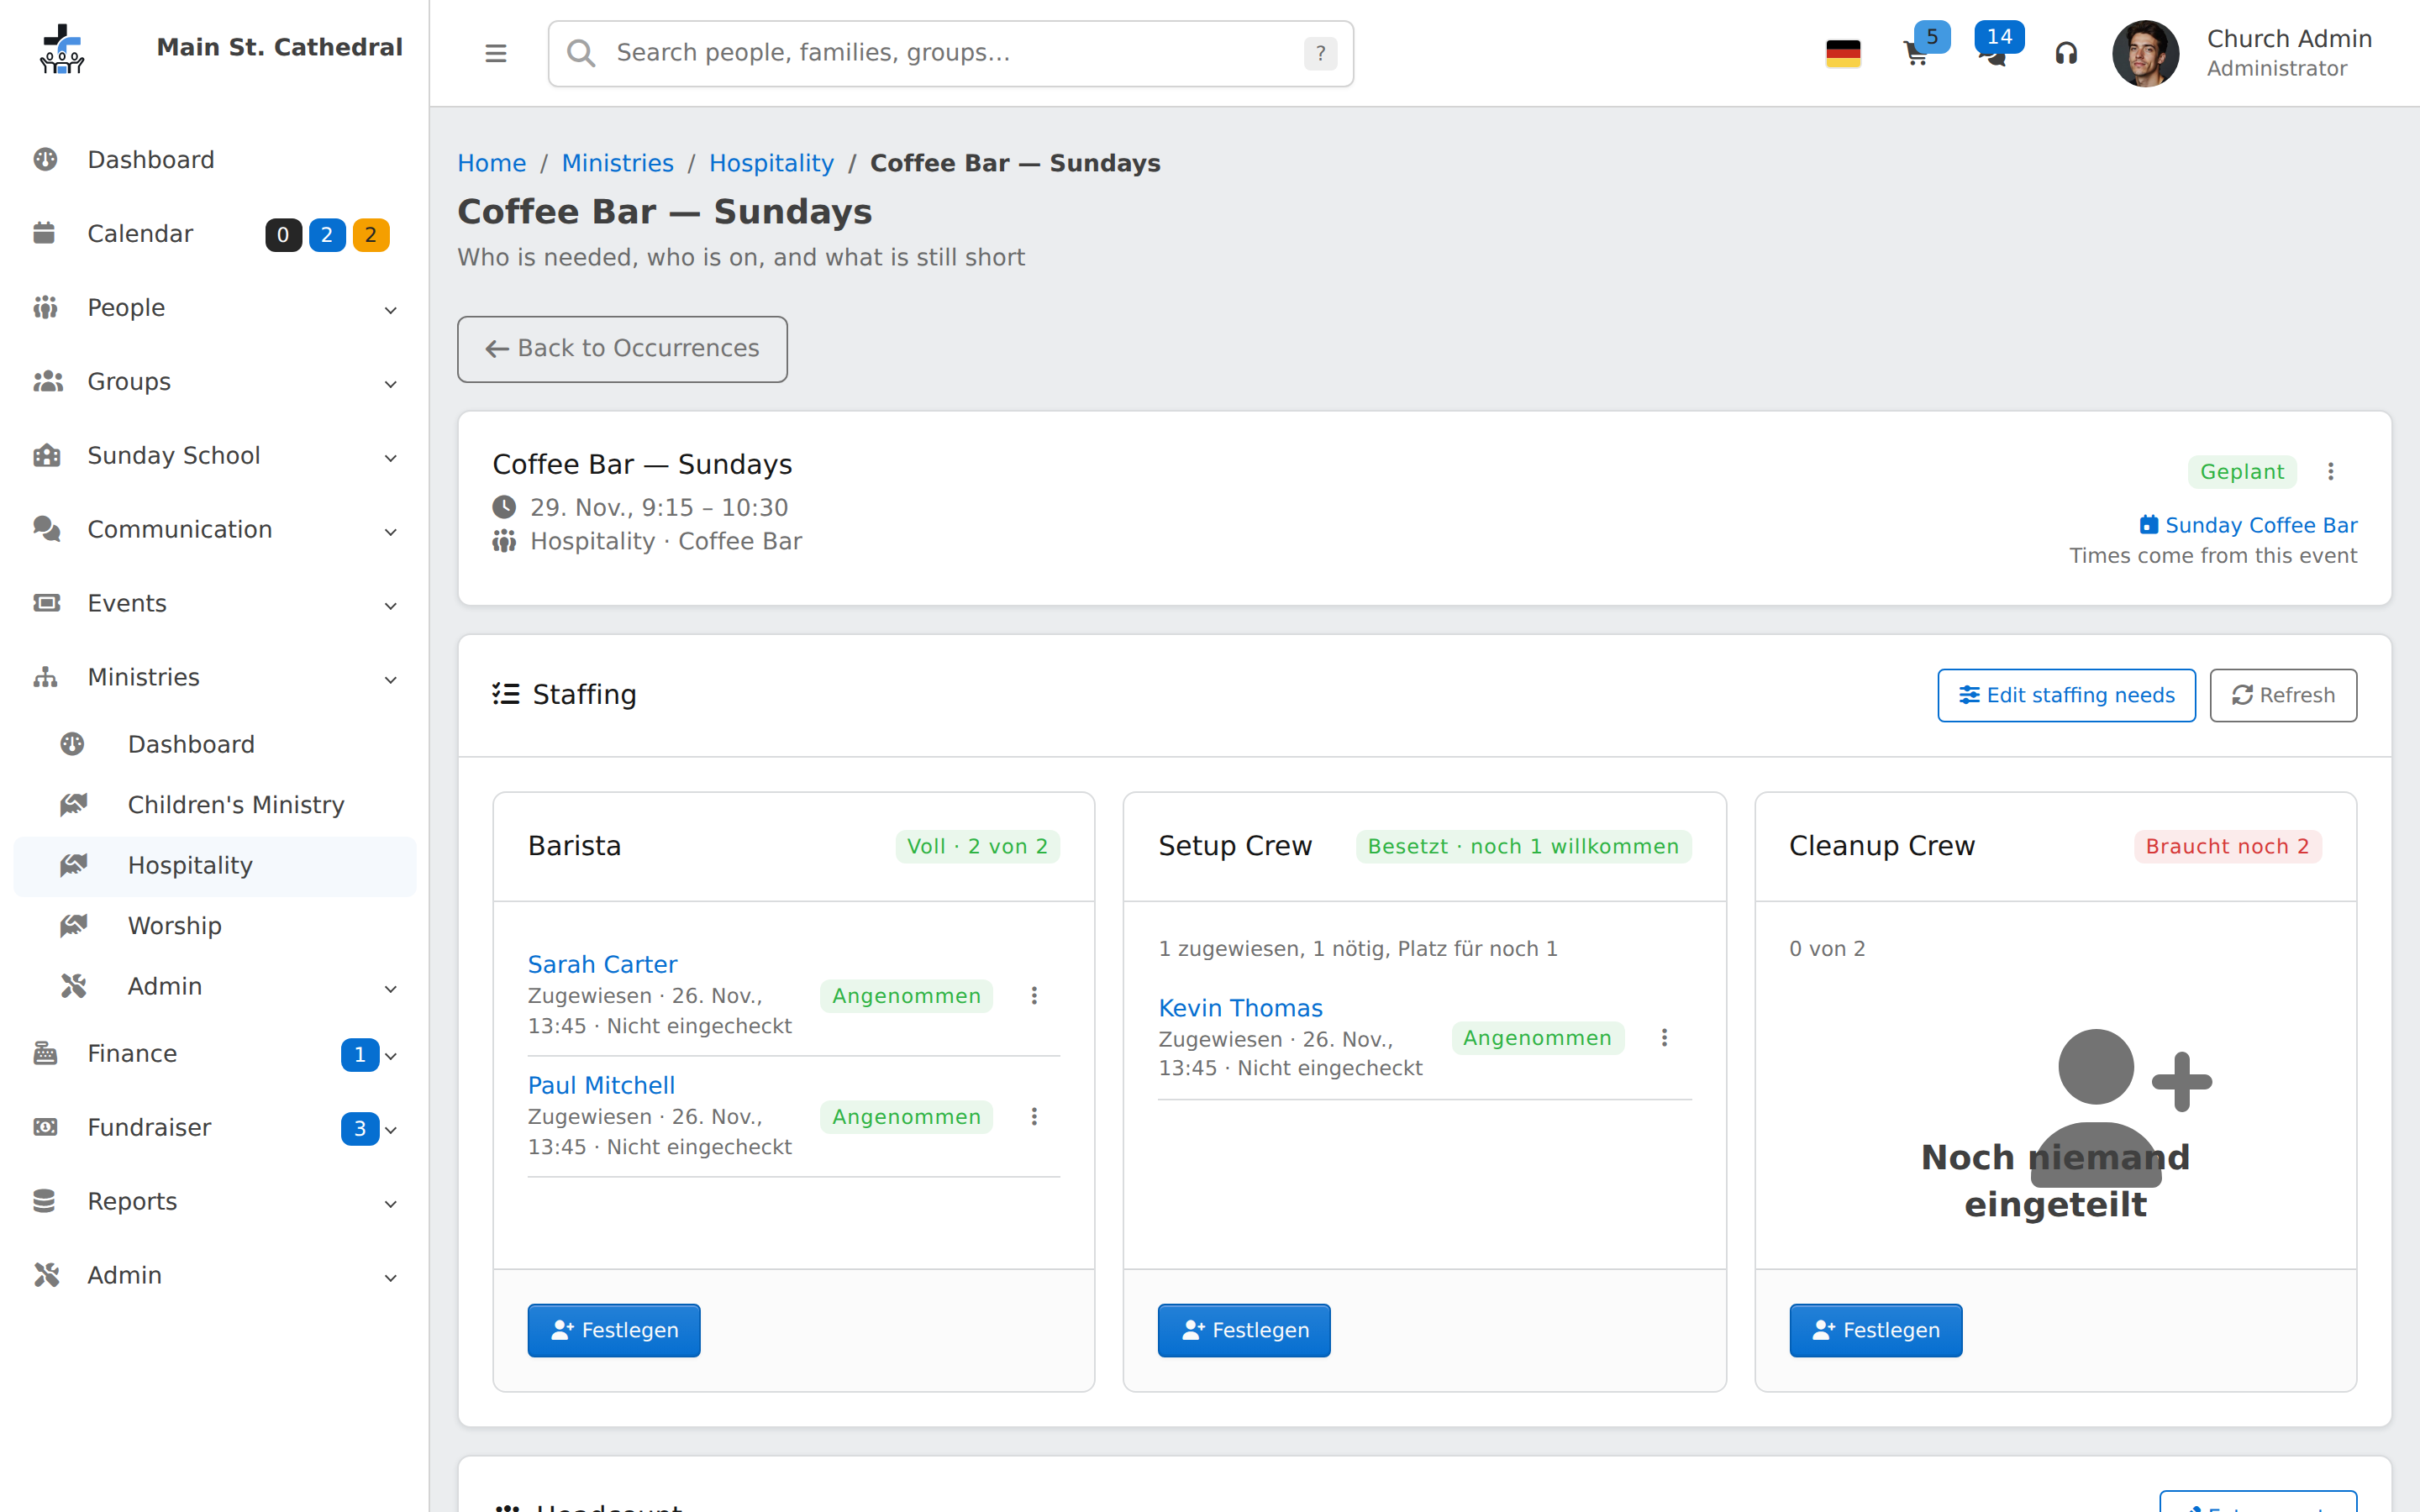 Main St. Cathedral
Search people, families, groups...
?
5
14
Church Admin
Administrator
Dashboard
Calendar
0
2
2
People
Groups
Sunday School
Communication
Events
Ministries
Dashboard
Children's Ministry
Hospitality
Worship
Admin
Finance
1
Fundraiser
3
Reports
Admin
Home / Ministries / Hospitality / Coffee Bar — Sundays
Coffee Bar — Sundays
Who is needed, who is on, and what is still short
Back to Occurrences
Coffee Bar — Sundays
29. Nov., 9:15 – 10:30
Hospitality · Coffee Bar
Geplant
Sunday Coffee Bar
Times come from this event
Staffing
Edit staffing needs
Refresh
Barista
Voll · 2 von 2
Sarah Carter
Zugewiesen · 26. Nov.,
13:45 · Nicht eingecheckt
Angenommen
Paul Mitchell
Zugewiesen · 26. Nov.,
13:45 · Nicht eingecheckt
Angenommen
Festlegen
Setup Crew
Besetzt · noch 1 willkommen
1 zugewiesen, 1 nötig, Platz für noch 1
Kevin Thomas
Zugewiesen · 26. Nov.,
13:45 · Nicht eingecheckt
Angenommen
Festlegen
Cleanup Crew
Braucht noch 2
0 von 2
Noch niemand
eingeteilt
Festlegen
Headcount